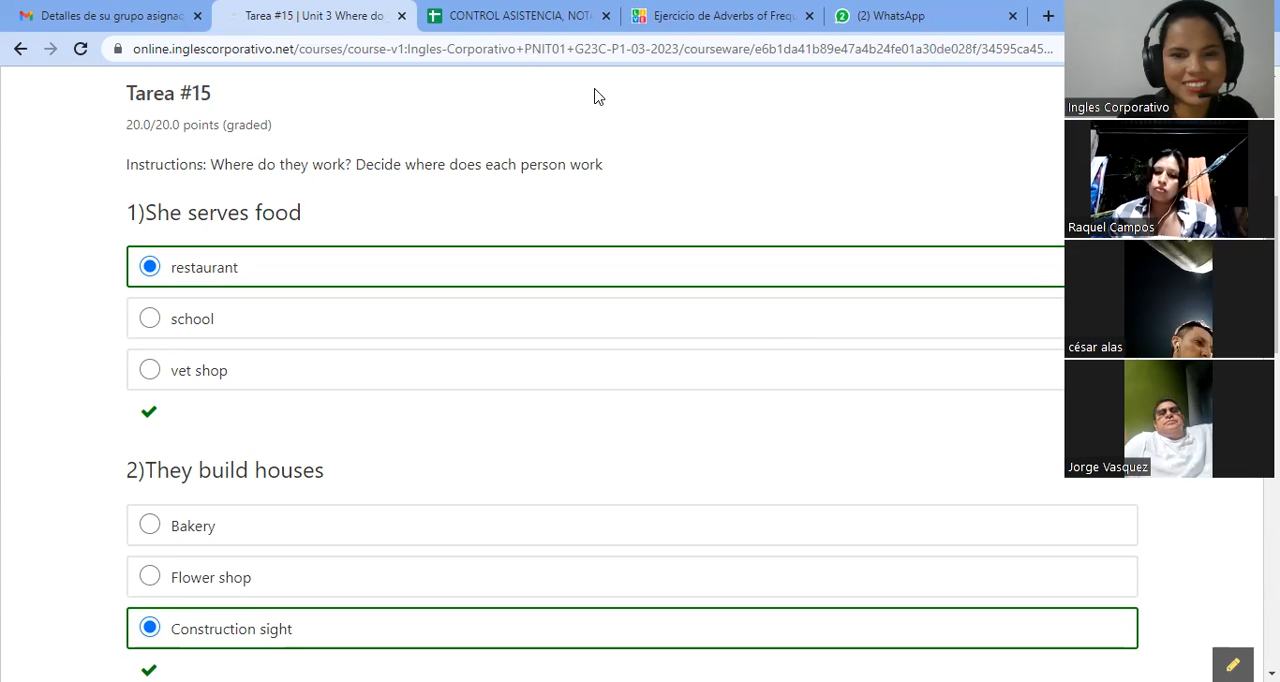 Detalles de su grupo asignac
Tarea #15 | Unit 3 Where do
CONTROL ASISTENCIA, NOTA
Ejercicio de Adverbs of Frequ
(2) WhatsApp
online.inglescorporativo.net/courses/course-v1:Ingles-Corporativo+PNIT01+G23C-P1-03-2023/courseware/e6b1da41b89e47a4b24fe01a30de028f/34595ca45...
Tarea #15
20.0/20.0 points (graded)
Instructions: Where do they work? Decide where does each person work
1)She serves food
restaurant
school
vet shop
2)They build houses
Bakery
Flower shop
Construction sight
Ingles Corporativo
Raquel Campos
césar alas
Jorge Vasquez